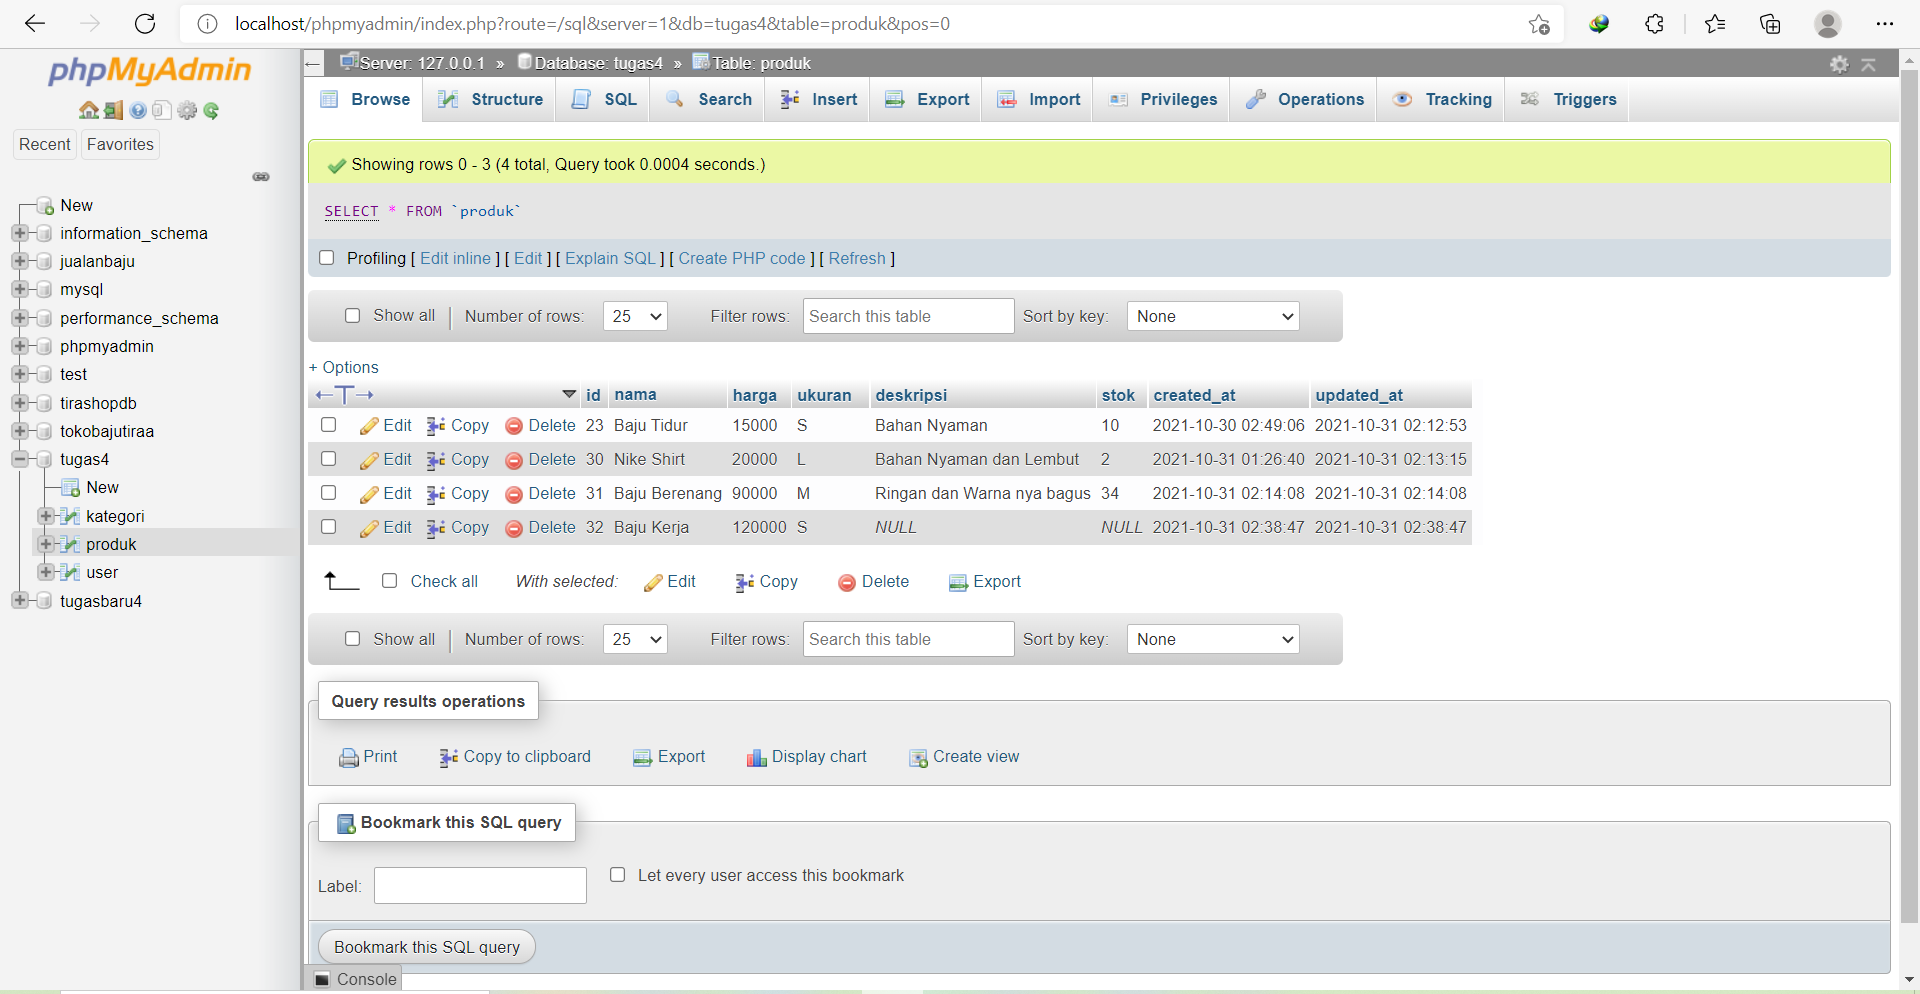 localhost/phpmyadmin/index.php?route=/sql&server=1&db=tugas4&table=produk&pos=0
phpMyAdmin
Recent Favorites
New
information_schema
jualanbaju
mysql
performance_schema
phpmyadmin
test
tirashopdb
tokobajutiraa
tugas4
New
kategori
produk
user
tugasbaru4
Server: 127.0.0.1 » Database: tugas4 » Table: produk
Browse Structure SQL Search Insert Export Import Privileges Operations Tracking Triggers
Showing rows 0 - 3 (4 total, Query took 0.0004 seconds.)
SELECT * FROM `produk`
Profiling [ Edit inline ] [ Edit ] [ Explain SQL ] [ Create PHP code ] [ Refresh ]
Show all Number of rows: 25 Filter rows: Search this table Sort by key: None
+ Options
id nama harga ukuran deskripsi stok created_at updated_at
Edit Copy Delete 23 Baju Tidur 15000 S Bahan Nyaman 10 2021-10-30 02:49:06 2021-10-31 02:12:53
Edit Copy Delete 30 Nike Shirt 20000 L Bahan Nyaman dan Lembut 2 2021-10-31 01:26:40 2021-10-31 02:13:15
Edit Copy Delete 31 Baju Berenang 90000 M Ringan dan Warna nya bagus 34 2021-10-31 02:14:08 2021-10-31 02:14:08
Edit Copy Delete 32 Baju Kerja 120000 S NULL NULL 2021-10-31 02:38:47 2021-10-31 02:38:47
Check all With selected: Edit Copy Delete Export
Show all Number of rows: 25 Filter rows: Search this table Sort by key: None
Query results operations
Print Copy to clipboard Export Display chart Create view
Bookmark this SQL query
Label: Let every user access this bookmark
Bookmark this SQL query
Console